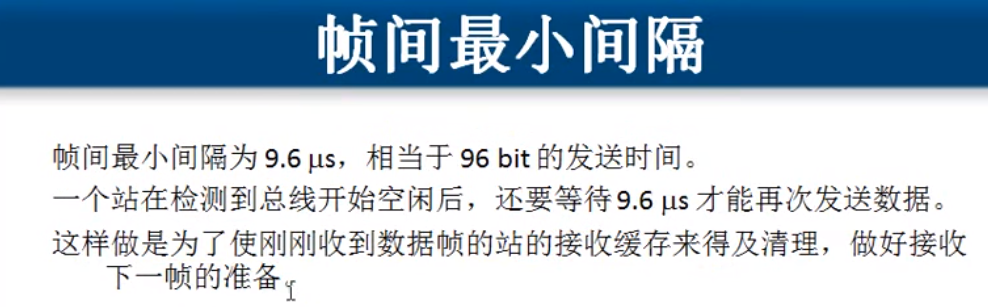 帧间最小间隔
帧间最小间隔为 9.6 μs，相当于 96 bit 的发送时间。
一个站在检测到总线开始空闲后，还要等待 9.6 μs 才能再次发送数据。
这样做是为了使刚刚收到数据帧的站的接收缓存来得及清理，做好接收
下一帧的准备。